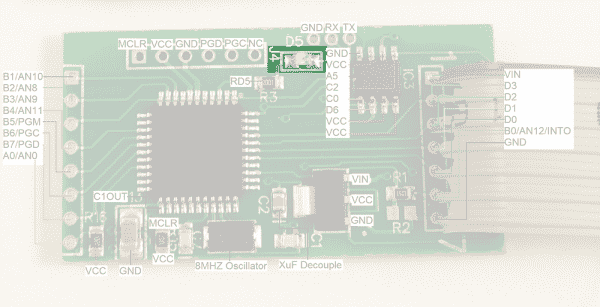 GND RX TX
D5
MCLR VCC GND PGD PGC NC
J4
GND
VCC
A5
C2
C0
D6
VCC
VCC
IC3
RD5
R3
B1/AN10
B2/AN8
B3/AN9
B4/AN11
B5/PGM
B6/PGC
B7/PGD
A0/AN0
VIN
D3
D2
D1
D0
B0/AN12/INTO
GND
VIN
VCC
GND
C1OUT
MCLR
C2
C1
R1
R2
VCC
GND
VCC
8MHZ Oscillator
XuF Decouple